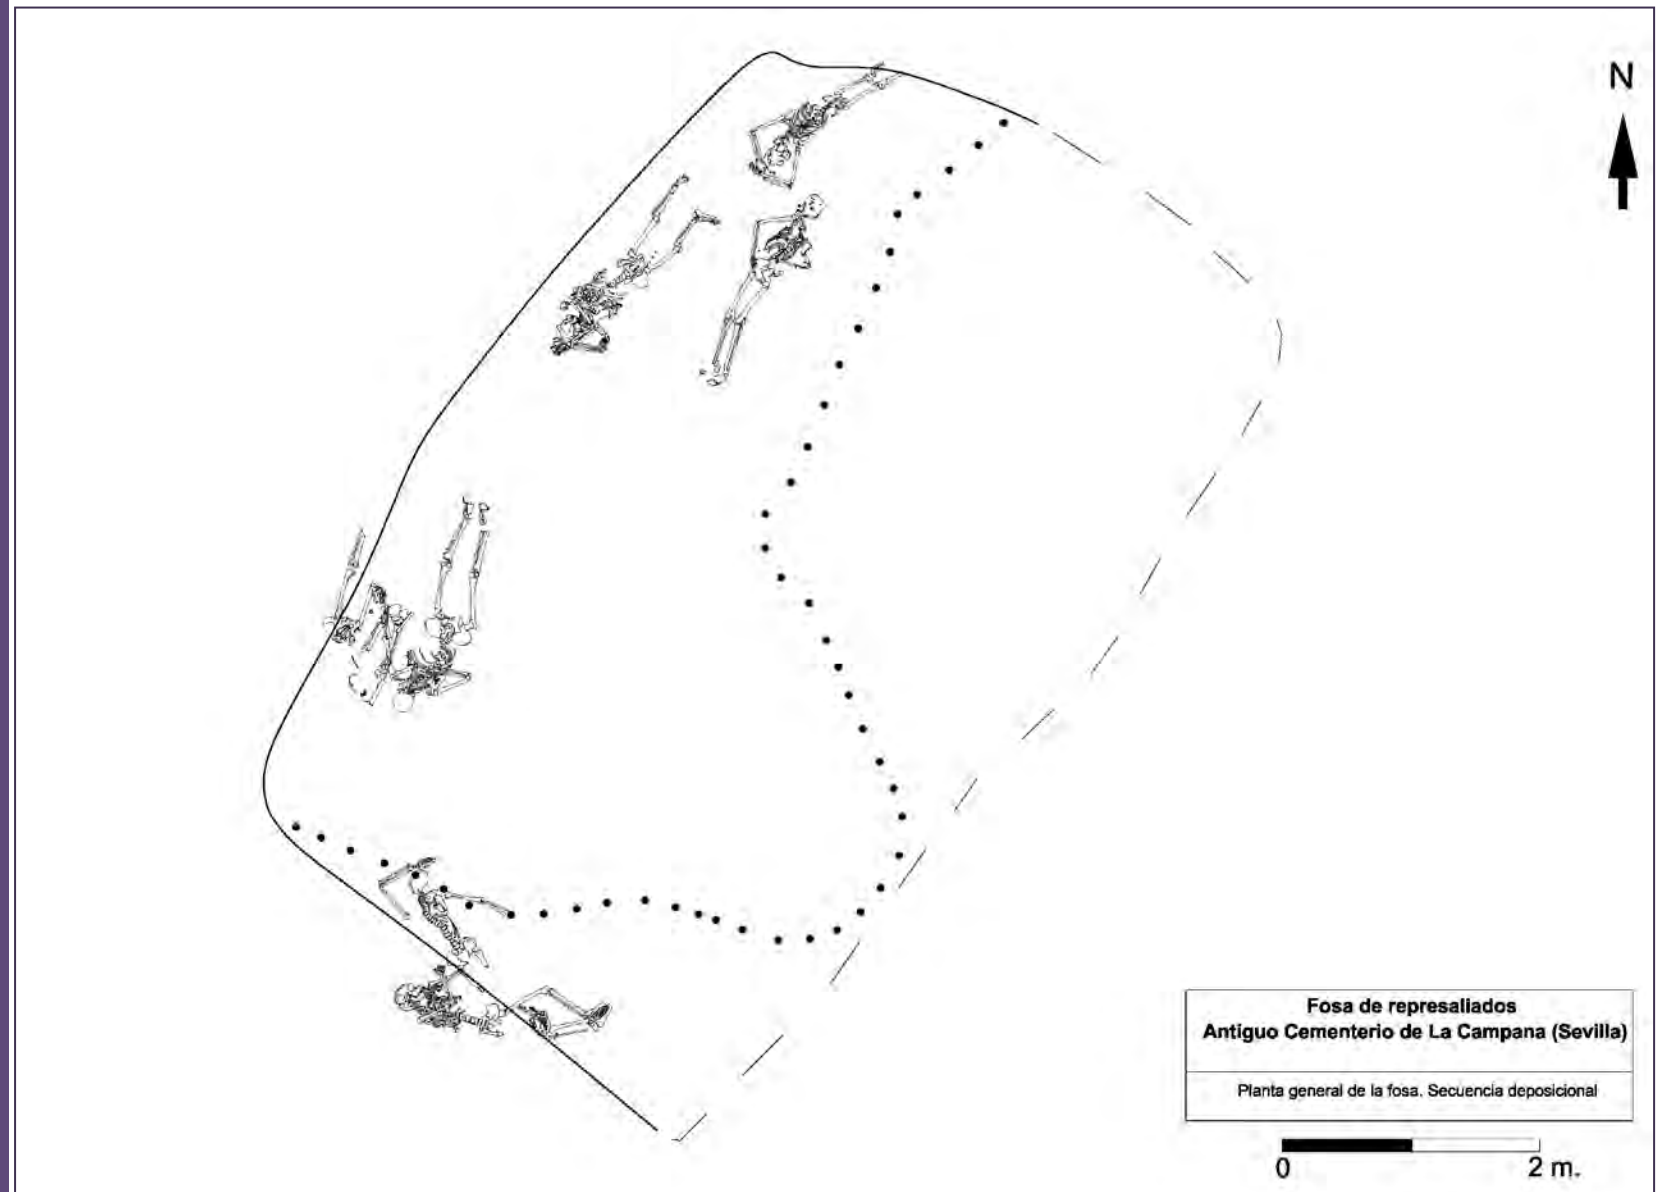 N
Fosa de represaliados
Antiguo Cementerio de La Campana (Sevilla)
Planta general de la fosa. Secuencia deposicional
0 2 m.